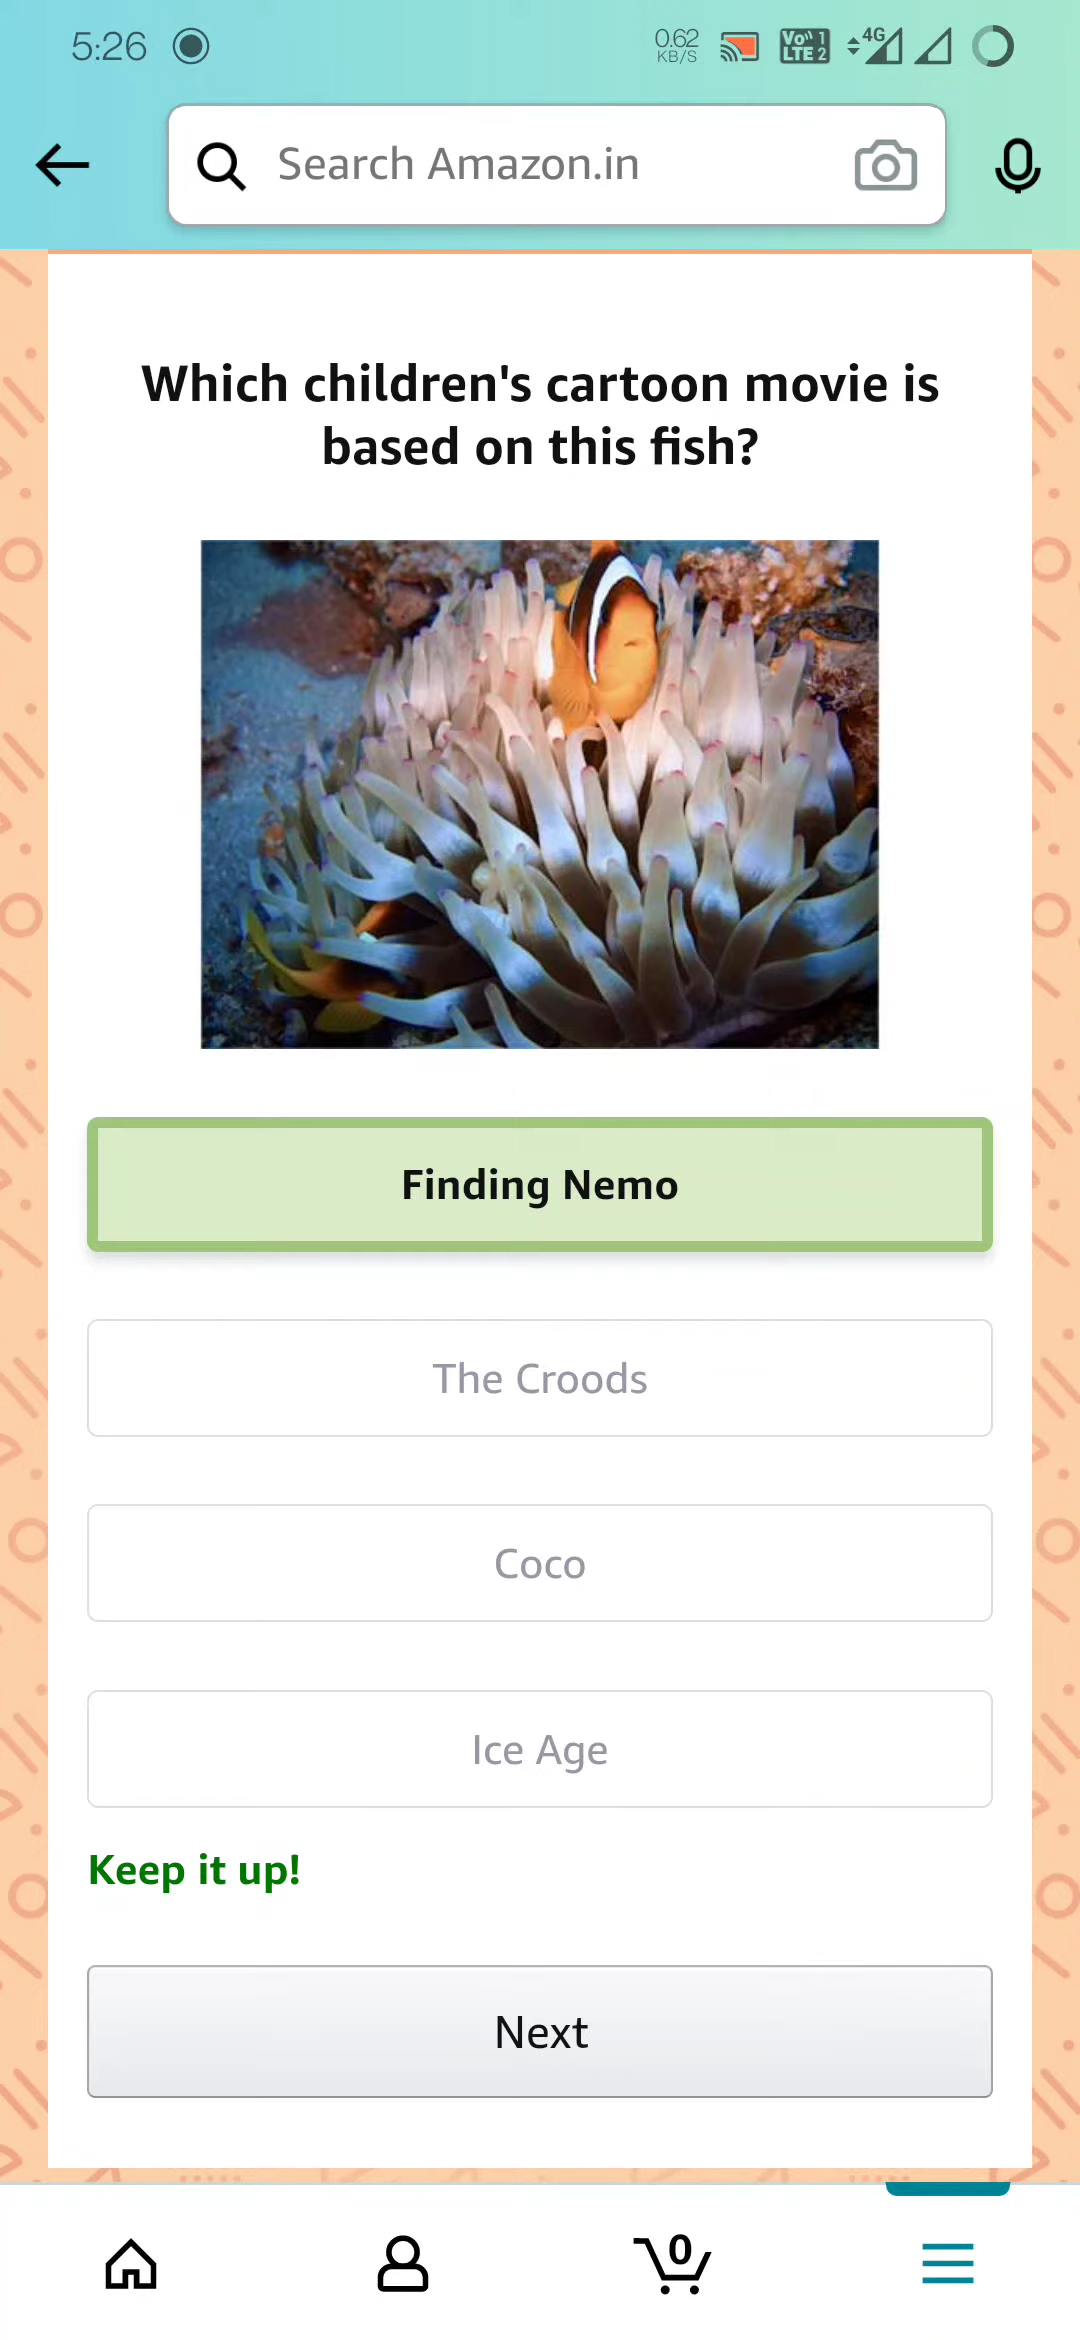 5:26
0.62
KB/S
Vo 1
LTE 2
4G
Search Amazon.in
Which children's cartoon movie is
based on this fish?
Finding Nemo
The Croods
Coco
Ice Age
Keep it up!
Next
0